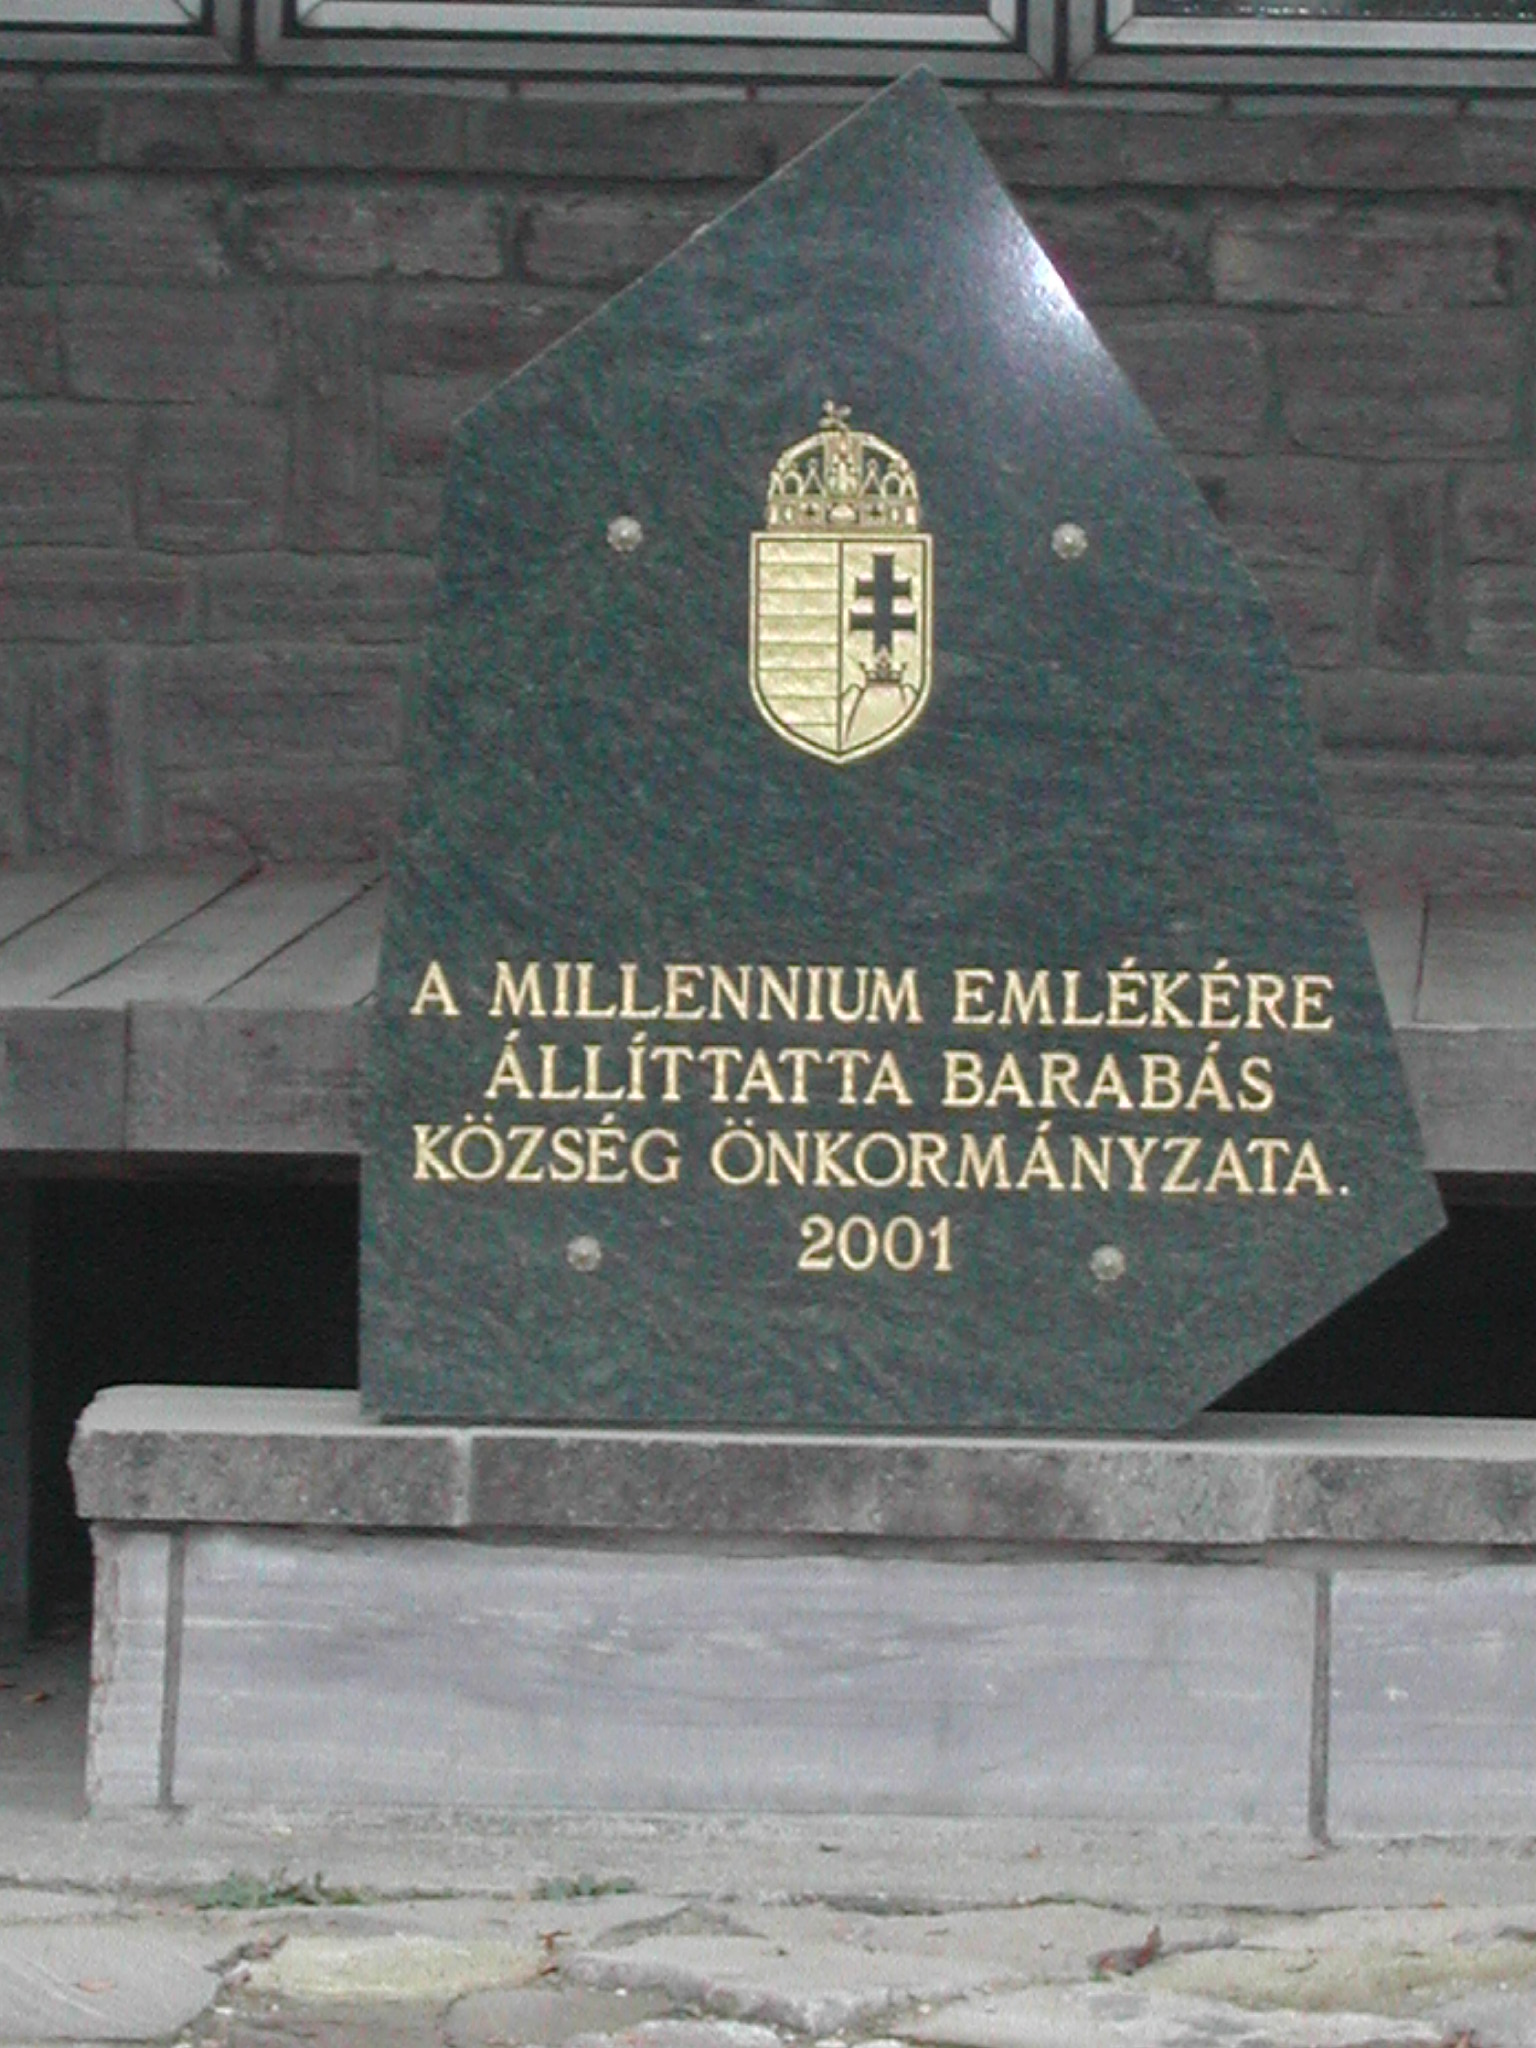 A MILLENNIUM EMLÉKÉRE
ÁLLÍTTATTA BARABÁS
KÖZSÉG ÖNKORMÁNYZATA.
2001